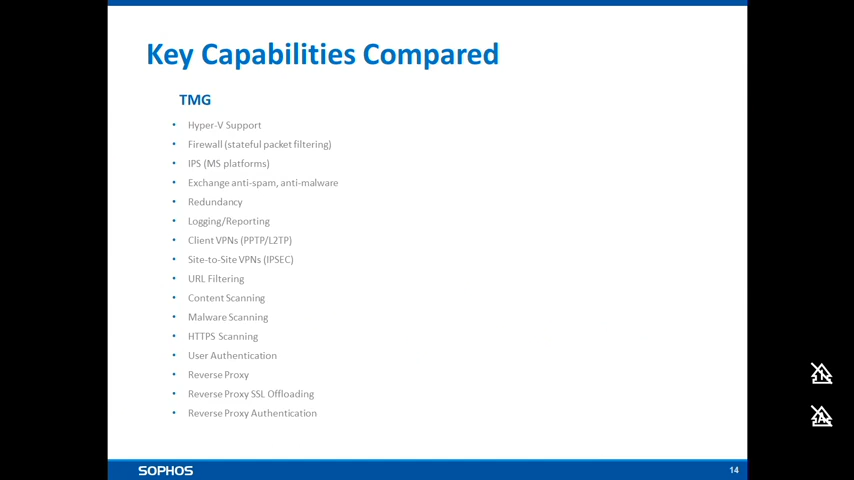 Key Capabilities Compared
TMG
• Hyper-V Support
• Firewall (stateful packet filtering)
• IPS (MS platforms)
• Exchange anti-spam, anti-malware
• Redundancy
• Logging/Reporting
• Client VPNs (PPTP/L2TP)
• Site-to-Site VPNs (IPSEC)
• URL Filtering
• Content Scanning
• Malware Scanning
• HTTPS Scanning
• User Authentication
• Reverse Proxy
• Reverse Proxy SSL Offloading
• Reverse Proxy Authentication
SOPHOS
14